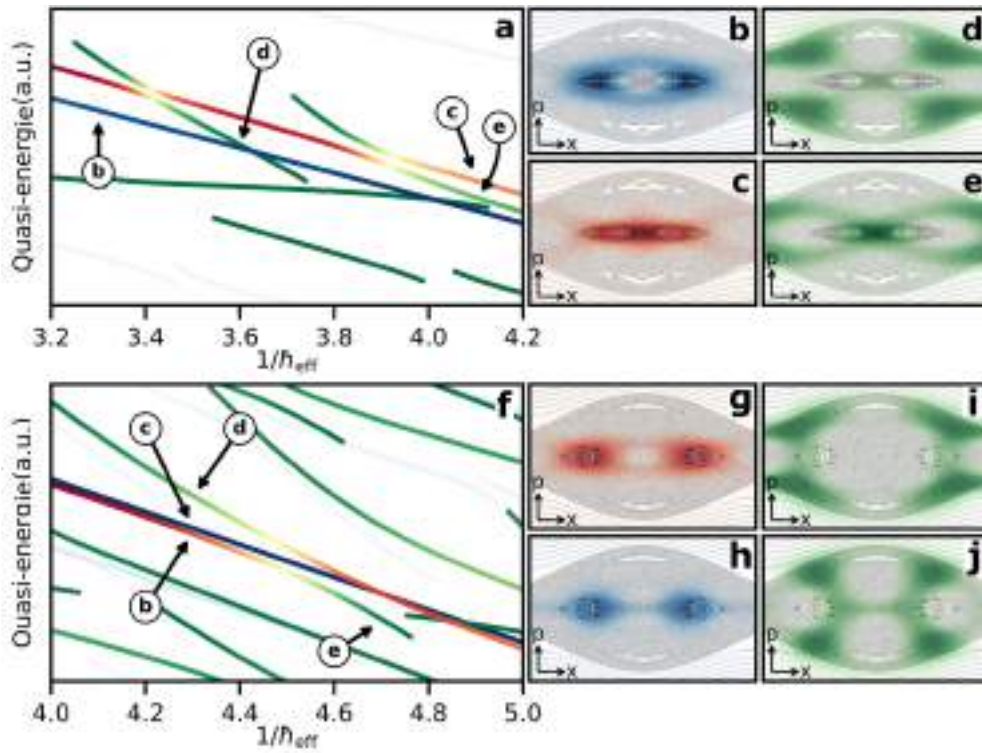 Quasi-energie(a.u.)
a
d
c
e
b
3.2 3.4 3.6 3.8 4.0 4.2
1/ħeff
b
p
x
d
p
x
c
p
x
e
p
x
Quasi-energie(a.u.)
f
c
d
b
e
4.0 4.2 4.4 4.6 4.8 5.0
1/ħeff
g
p
x
i
p
x
h
p
x
j
p
x